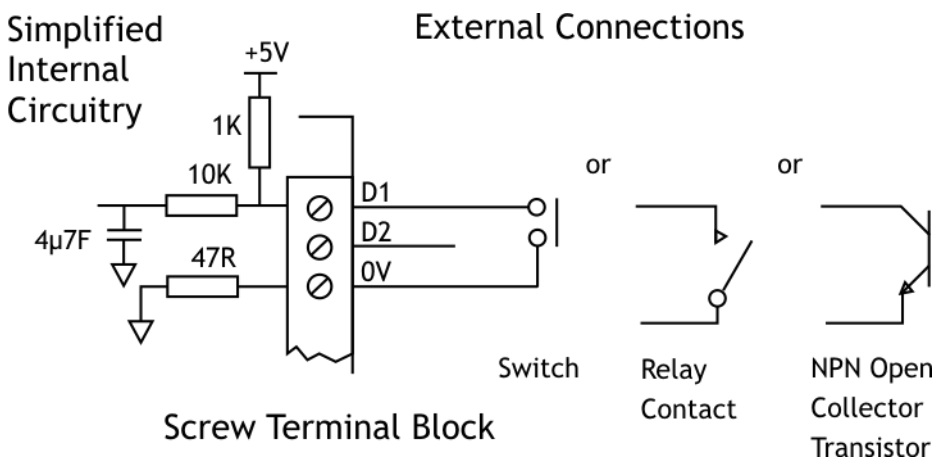 Simplified
Internal
Circuitry
External Connections
+5V
1K
10K
4µ7F
47R
D1
D2
0V
or
or
Switch
Relay
Contact
NPN Open
Collector
Transistor
Screw Terminal Block